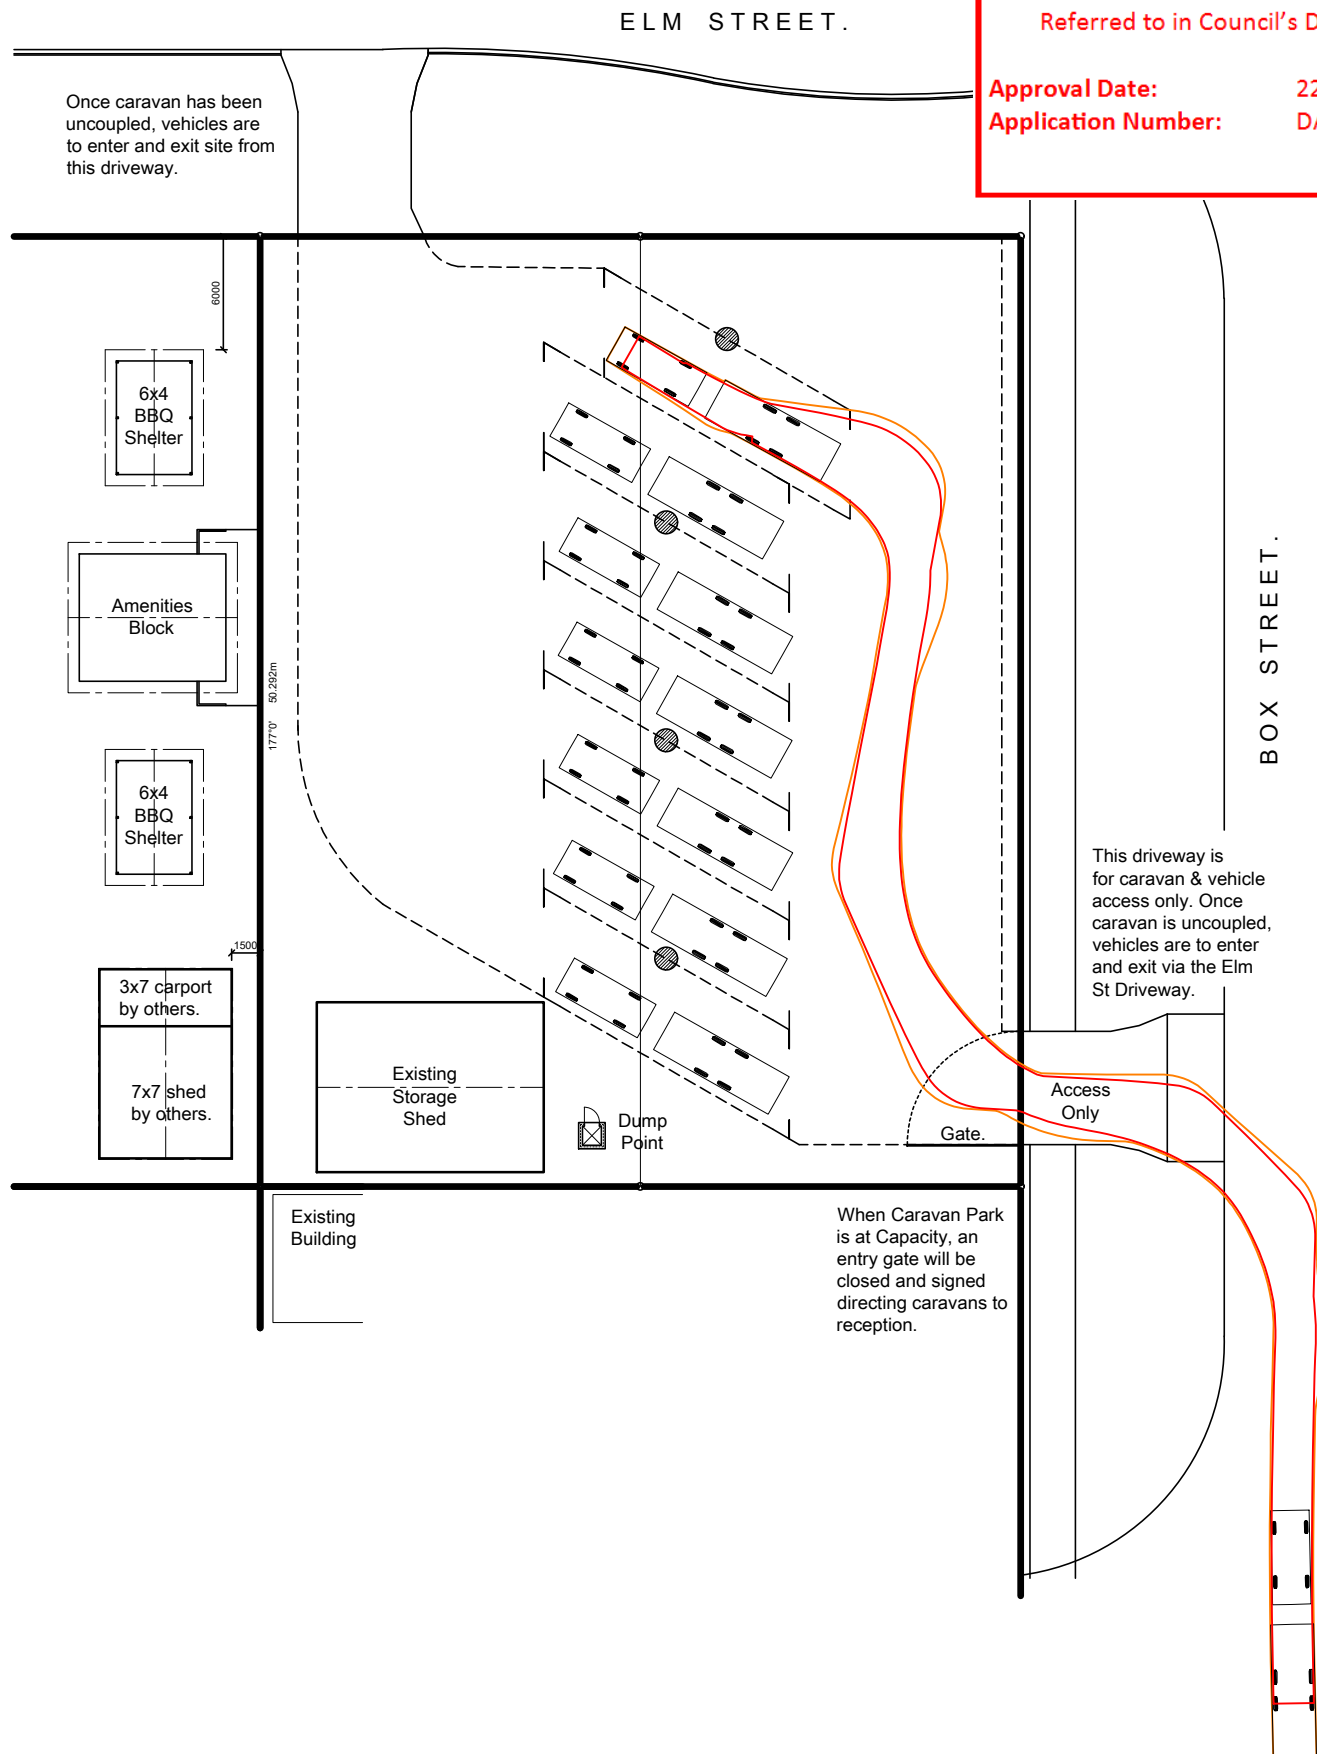 ELM STREET.
Referred to in Council's D
Approval Date: 22
Application Number: DA
Once caravan has been
uncoupled, vehicles are
to enter and exit site from
this driveway.
6000
6x4
BBQ
Shelter
Amenities
Block
177°0' 50.292m
BOX STREET.
6x4
BBQ
Shelter
This driveway is
for caravan & vehicle
access only. Once
caravan is uncoupled,
vehicles are to enter
and exit via the Elm
St Driveway.
1500
3x7 carport
by others.
7x7 shed
by others.
Existing
Storage
Shed
Dump
Point
Access
Only
Gate.
Existing
Building
When Caravan Park
is at Capacity, an
entry gate will be
closed and signed
directing caravans to
reception.